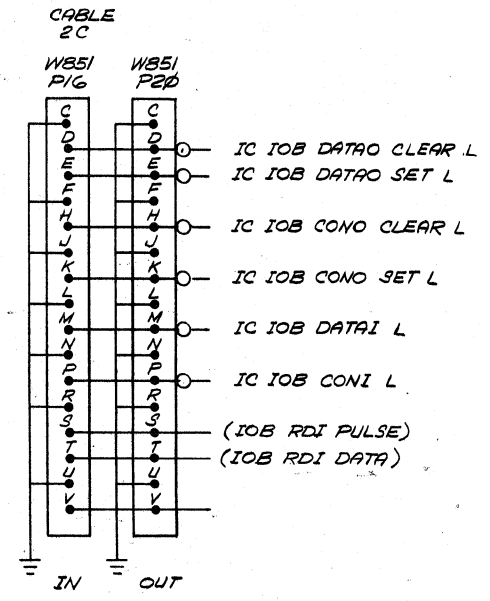 CABLE
2C
W851 W851
P16 P20
C C
D D IC IOB DATAO CLEAR L
E E IC IOB DATAO SET L
F F
H H IC IOB CONO CLEAR L
J J
K K IC IOB CONO SET L
L L
M M IC IOB DATAI L
N N
P P IC IOB CONI L
R R
S S (IOB RDI PULSE)
T T (IOB RDI DATA)
U U
V V
IN OUT